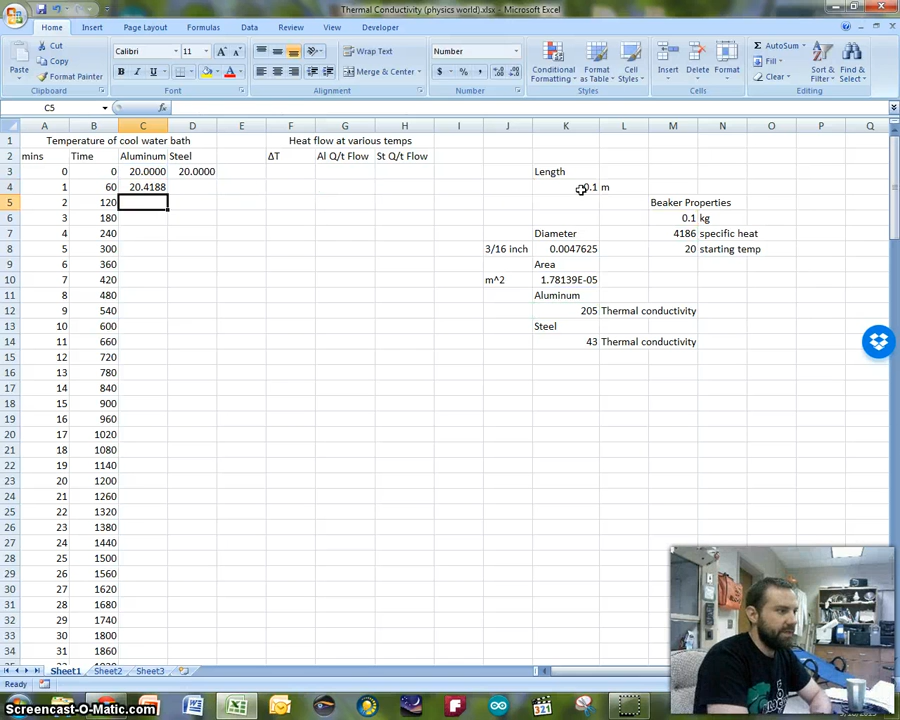 Thermal Conductivity (physics world).xlsx - Microsoft Excel
Home Insert Page Layout Formulas Data Review View Developer
Paste Cut Copy Format Painter Clipboard
Calibri 11 B I U Font
Wrap Text Merge & Center Alignment
Number $ % , Number
Conditional Formatting Format as Table Cell Styles Styles
Insert Delete Format Cells
AutoSum Fill Clear Sort & Filter Find & Select Editing
C5 fx
A B C D E F G H I J K L M N O P Q
1 Temperature of cool water bath Heat flow at various temps
2 mins Time Aluminum Steel ΔT Al Q/t Flow St Q/t Flow
3 0 0 20.0000 20.0000 Length
4 1 60 20.4188 0.1 m
5 2 120 Beaker Properties
6 3 180 0.1 kg
7 4 240 Diameter 4186 specific heat
8 5 300 3/16 inch 0.0047625 20 starting temp
9 6 360 Area
10 7 420 m^2 1.78139E-05
11 8 480 Aluminum
12 9 540 205 Thermal conductivity
13 10 600 Steel
14 11 660 43 Thermal conductivity
15 12 720
16 13 780
17 14 840
18 15 900
19 16 960
20 17 1020
21 18 1080
22 19 1140
23 20 1200
24 21 1260
25 22 1320
26 23 1380
27 24 1440
28 25 1500
29 26 1560
30 27 1620
31 28 1680
32 29 1740
33 30 1800
34 31 1860
Sheet1 Sheet2 Sheet3
Ready
Screencast-O-Matic.com
321